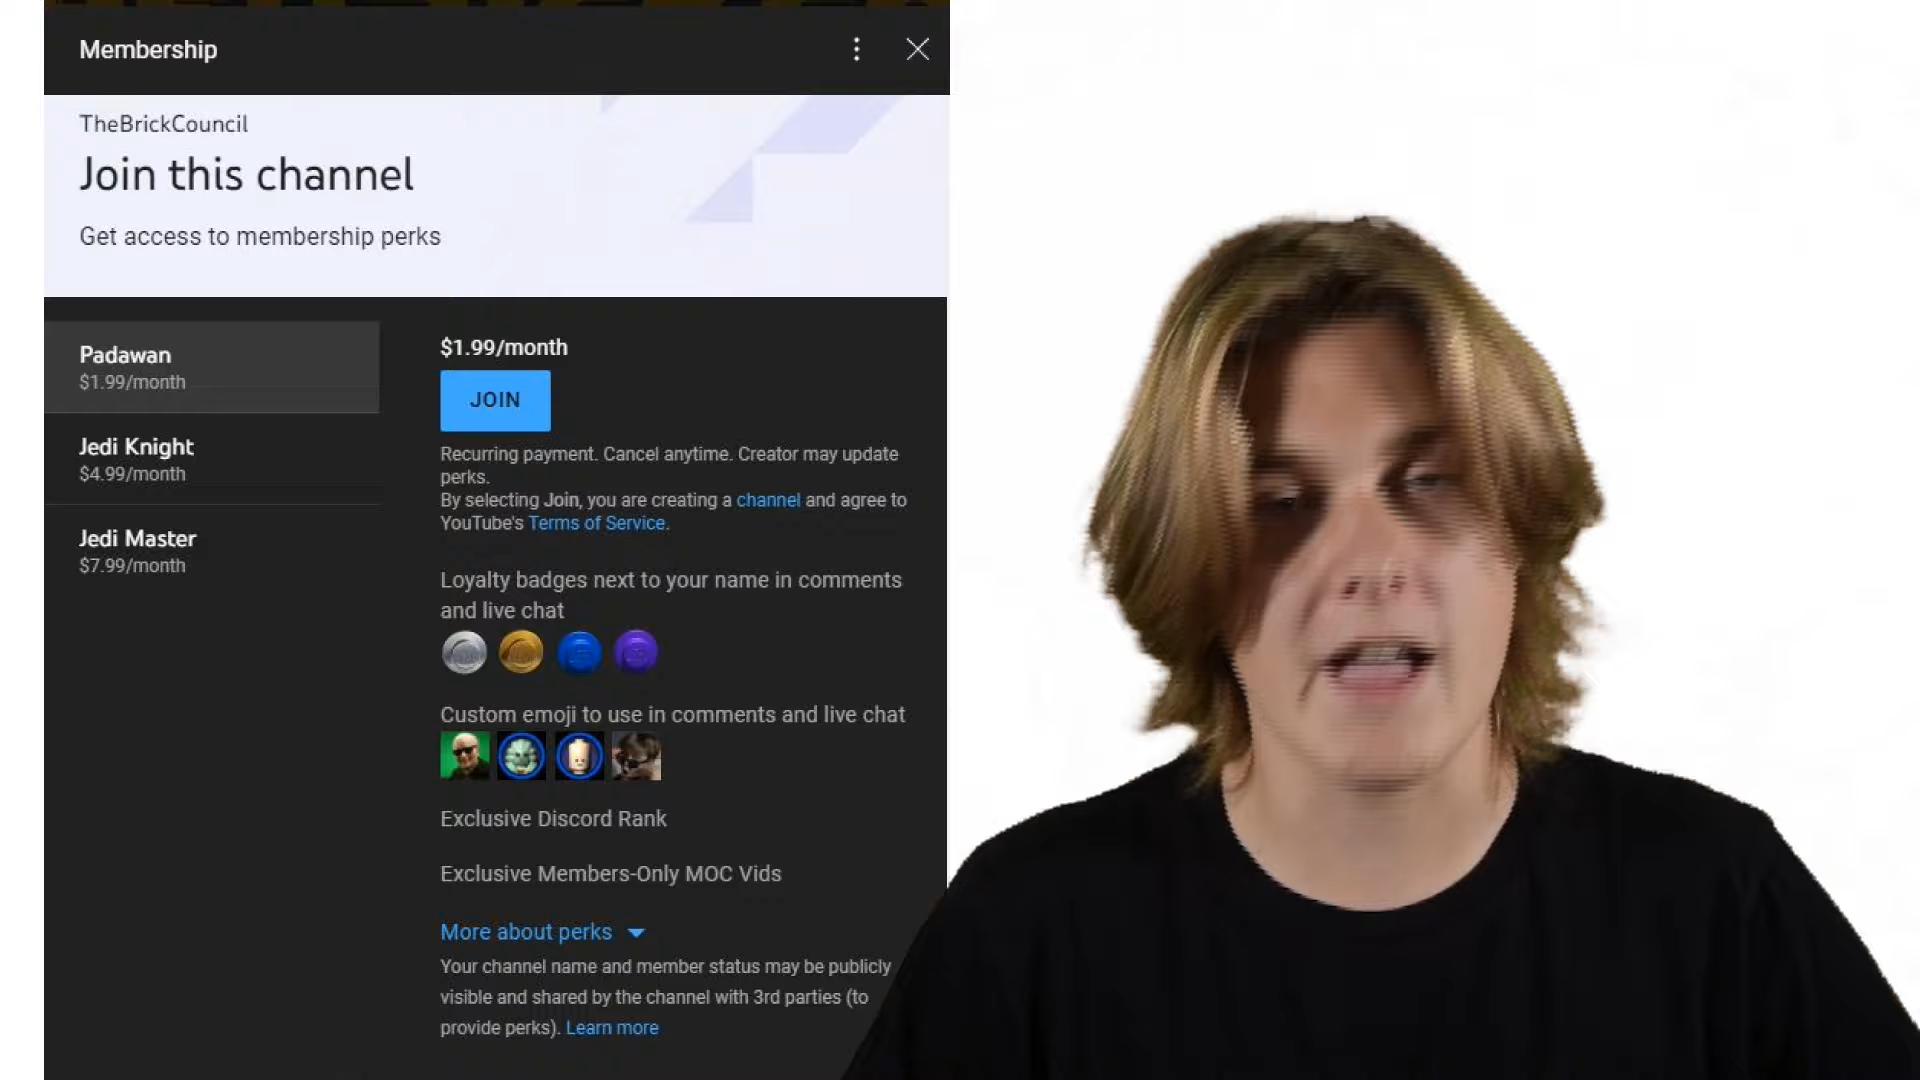 Membership
TheBrickCouncil
Join this channel
Get access to membership perks
Padawan
$1.99/month
Jedi Knight
$4.99/month
Jedi Master
$7.99/month
$1.99/month
JOIN
Recurring payment. Cancel anytime. Creator may update
perks.
By selecting Join, you are creating a channel and agree to
YouTube's Terms of Service.
Loyalty badges next to your name in comments
and live chat
Custom emoji to use in comments and live chat
Exclusive Discord Rank
Exclusive Members-Only MOC Vids
More about perks
Your channel name and member status may be publicly
visible and shared by the channel with 3rd parties (to
provide perks). Learn more